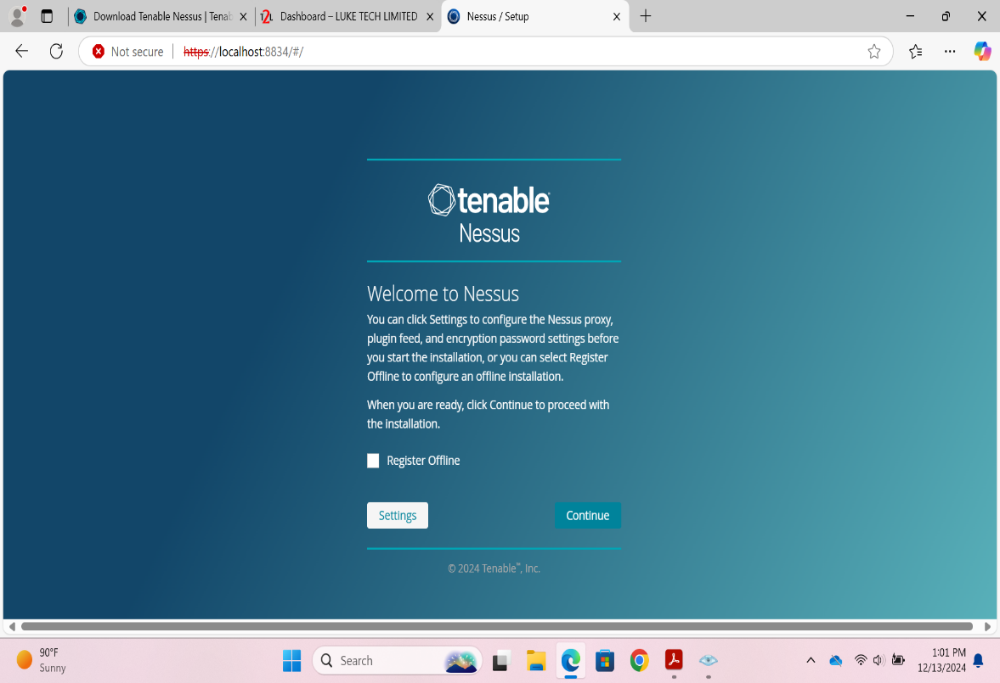 Download Tenable Nessus | Tenab
Dashboard – LUKE TECH LIMITED
Nessus / Setup
Not secure
https://localhost:8834/#/
tenable
Nessus
Welcome to Nessus
You can click Settings to configure the Nessus proxy,
plugin feed, and encryption password settings before
you start the installation, or you can select Register
Offline to configure an offline installation.
When you are ready, click Continue to proceed with
the installation.
Register Offline
Settings
Continue
© 2024 Tenable™, Inc.
90°F
Sunny
Search
1:01 PM
12/13/2024